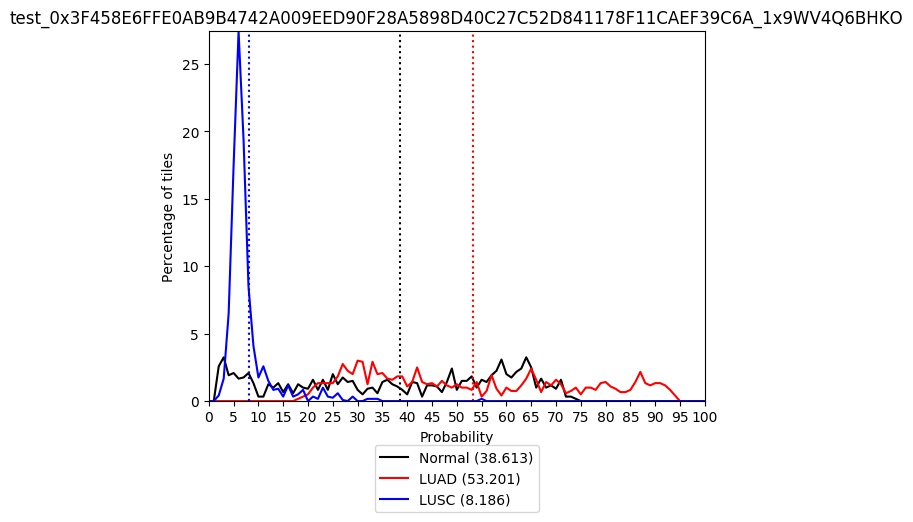 test_0x3F458E6FFE0AB9B4742A009EED90F28A5898D40C27C52D841178F11CAEF39C6A_1x9WV4Q6BHKO
25
20
15
10
5
0
Percentage of tiles
0 5 10 15 20 25 30 35 40 45 50 55 60 65 70 75 80 85 90 95 100
Probability
Normal (38.613)
LUAD (53.201)
LUSC (8.186)